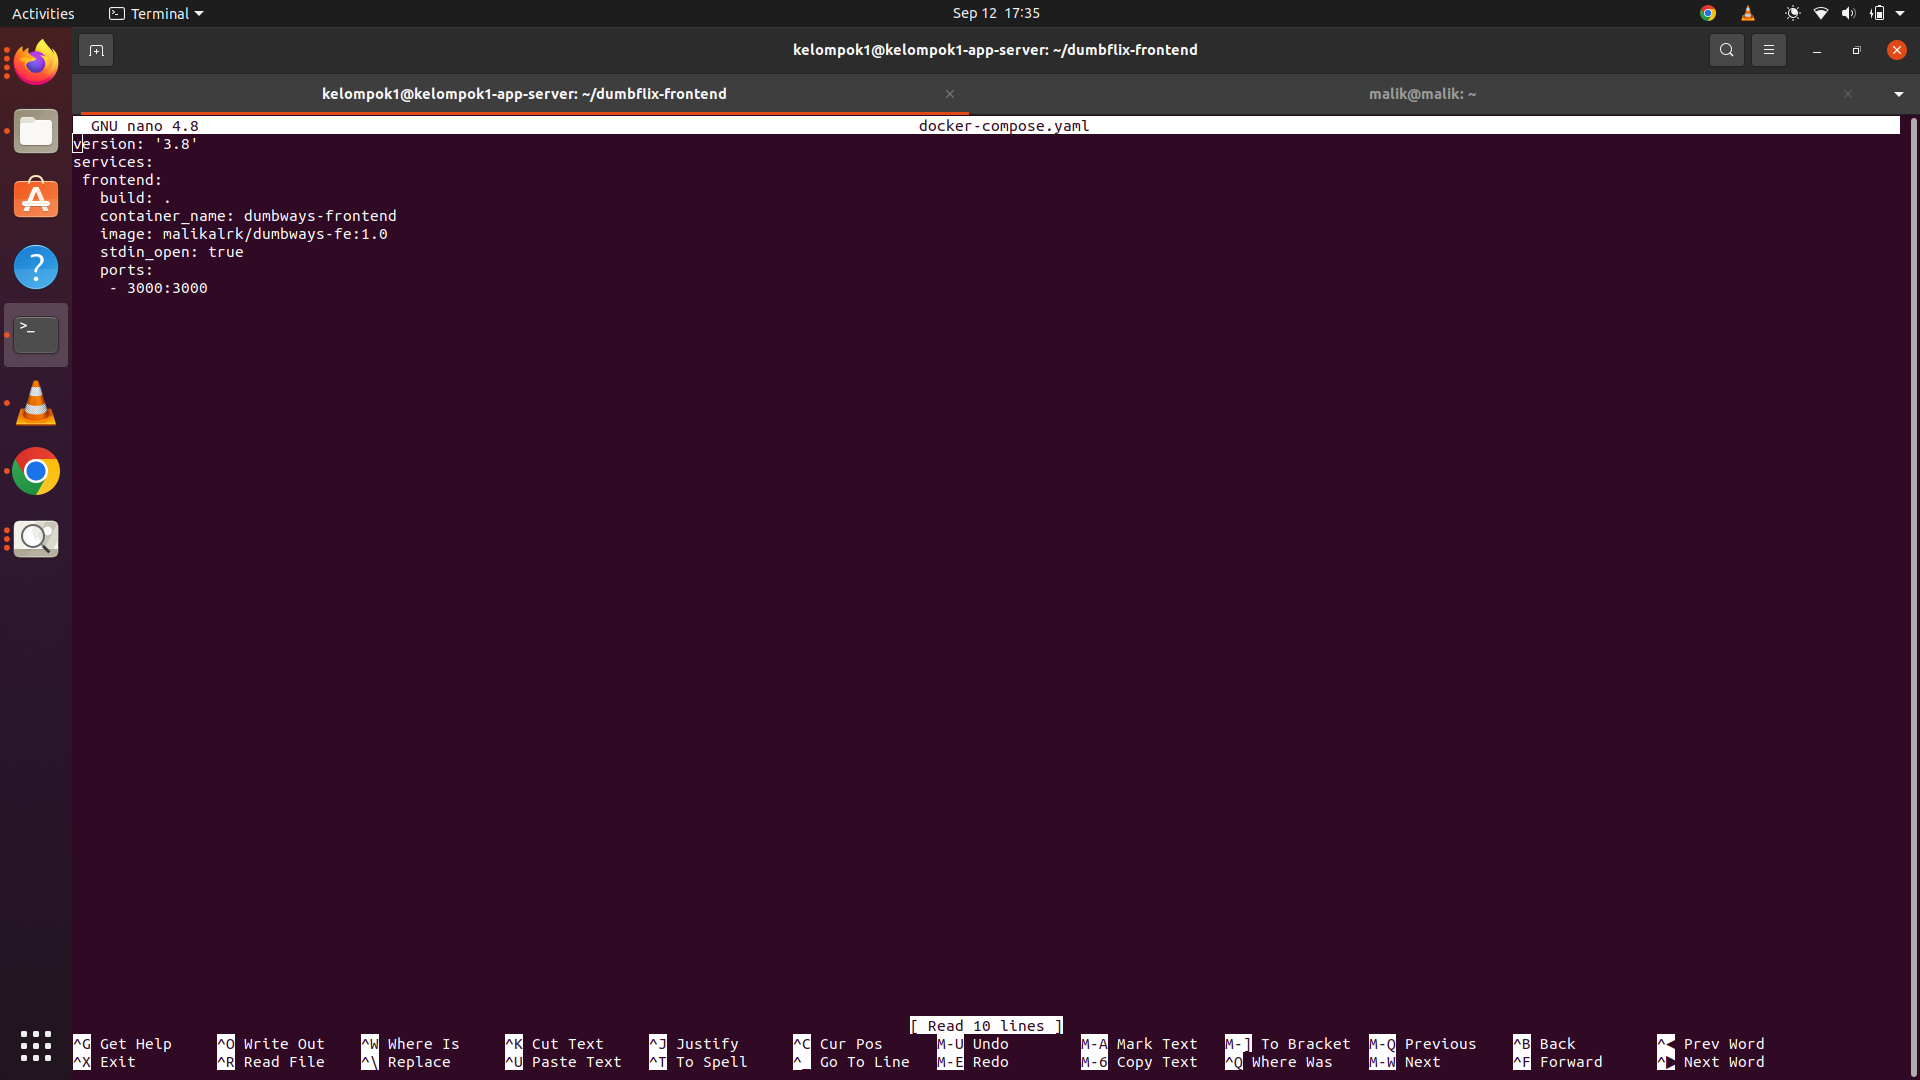 Activities Terminal Sep 12 17:35
kelompok1@kelompok1-app-server: ~/dumbflix-frontend
kelompok1@kelompok1-app-server: ~/dumbflix-frontend malik@malik: ~
GNU nano 4.8 docker-compose.yaml
version: '3.8'
services:
 frontend:
   build: .
   container_name: dumbways-frontend
   image: malikalrk/dumbways-fe:1.0
   stdin_open: true
   ports:
    - 3000:3000
[ Read 10 lines ]
^G Get Help ^O Write Out ^W Where Is ^K Cut Text ^J Justify ^C Cur Pos M-U Undo M-A Mark Text M-] To Bracket M-Q Previous ^B Back ^◀ Prev Word
^X Exit ^R Read File ^\ Replace ^U Paste Text ^T To Spell ^_ Go To Line M-E Redo M-6 Copy Text ^Q Where Was M-W Next ^F Forward ^▶ Next Word